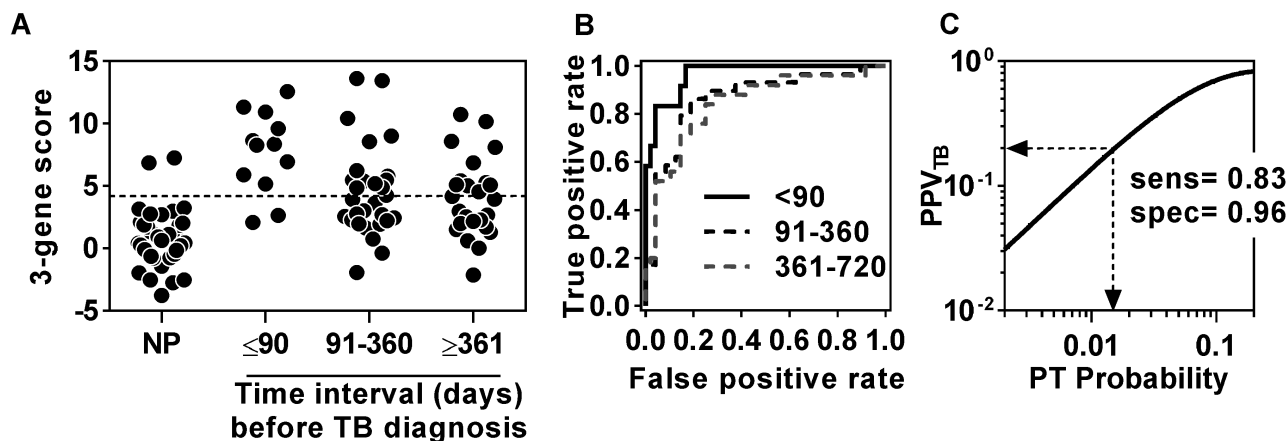 A
3-gene score
15
10
5
0
-5
NP
≤90
91-360
≥361
Time interval (days)
before TB diagnosis
B
True positive rate
1.0
0.8
0.6
0.4
0.2
0.0
0.0 0.2 0.4 0.6 0.8 1.0
False positive rate
<90
91-360
361-720
C
PPVTB
10⁰
10⁻¹
10⁻²
sens= 0.83
spec= 0.96
0.01
0.1
PT Probability